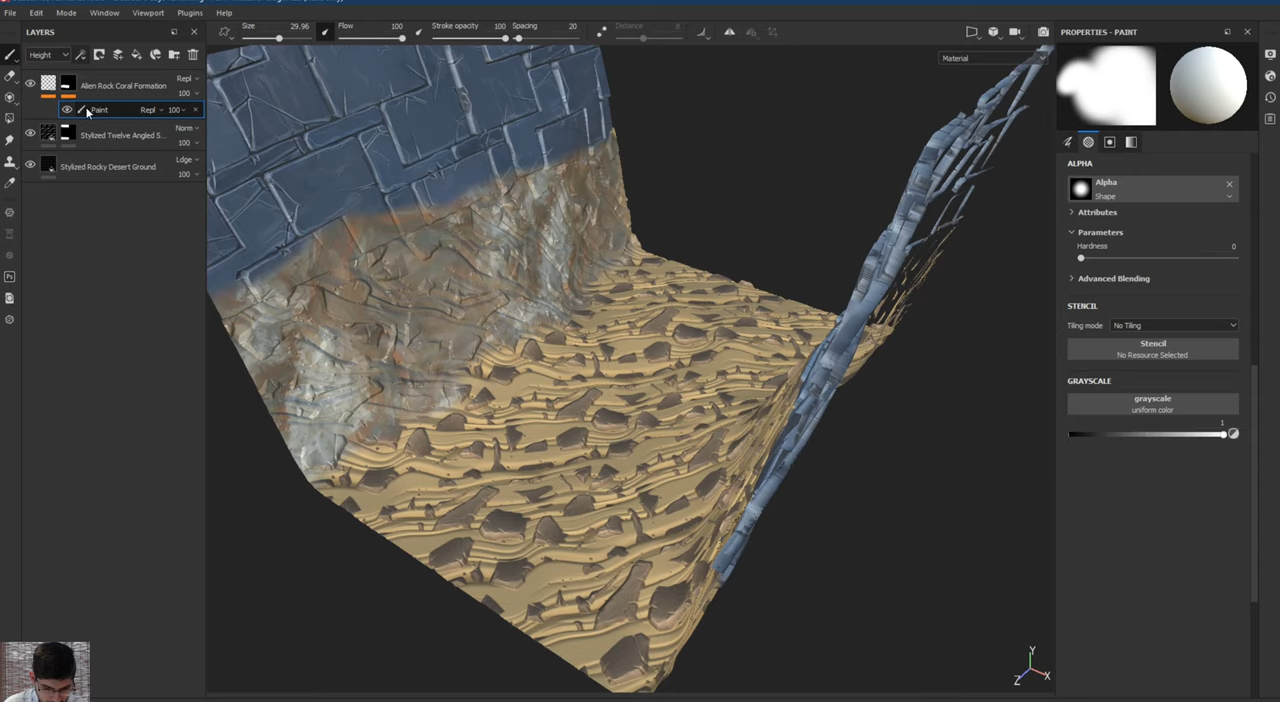 File Edit Mode Window Viewport Plugins Help
LAYERS
Size 29.96 Flow 100 Stroke opacity 100 Spacing 20 Distance 8
Height
Alien Rock Coral Formation Repl 100
Paint Repl 100
Stylized Twelve Angled S... Norm 100
Stylized Rocky Desert Ground Ldge 100
Material
Y
Z X
PROPERTIES - PAINT
ALPHA
Alpha
Shape
Attributes
Parameters
Hardness 0
Advanced Blending
STENCIL
Tiling mode No Tiling
Stencil
No Resource Selected
GRAYSCALE
grayscale
uniform color
1
Ps